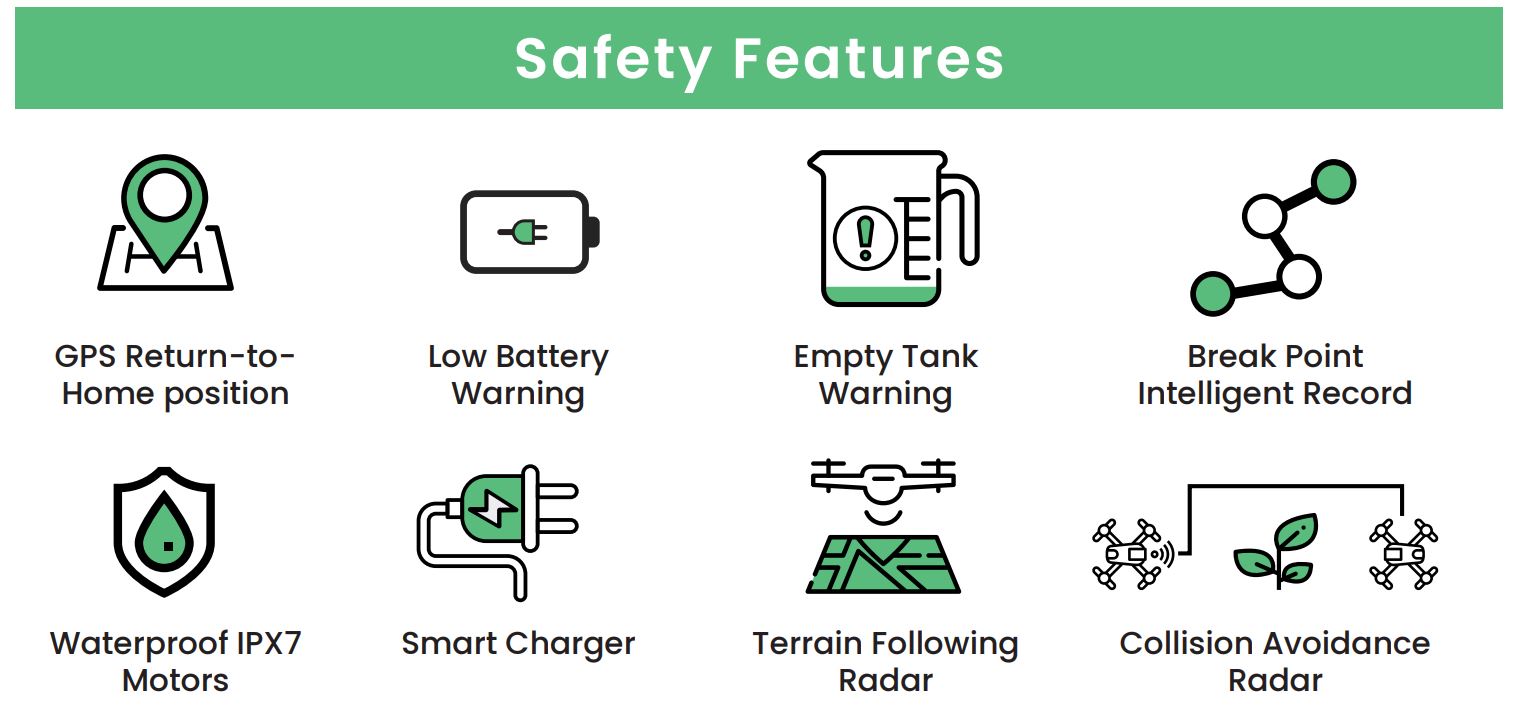 Safety Features
GPS Return-to-
Home position
Low Battery
Warning
Empty Tank
Warning
Break Point
Intelligent Record
Waterproof IPX7
Motors
Smart Charger
Terrain Following
Radar
Collision Avoidance
Radar